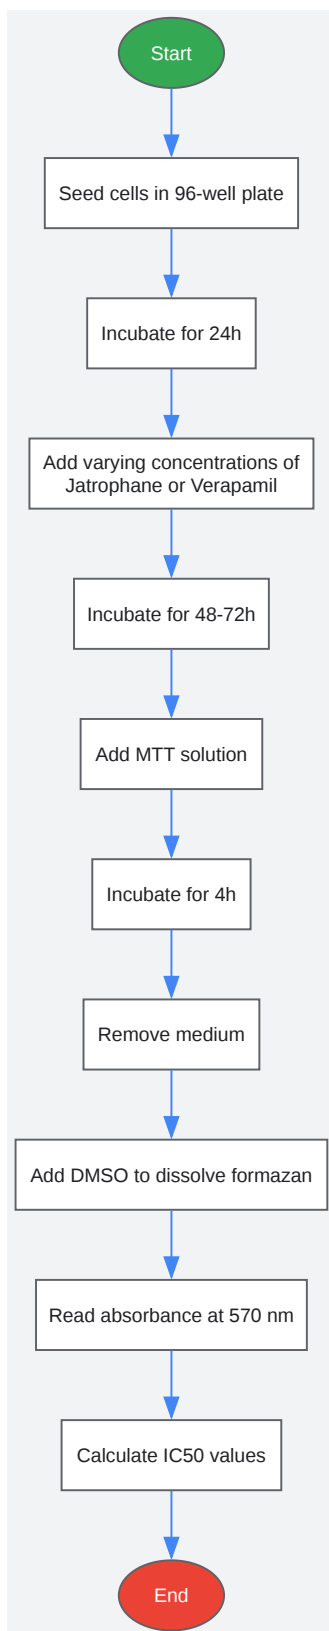 Start
Seed cells in 96-well plate
Incubate for 24h
Add varying concentrations of
Jatrophane or Verapamil
Incubate for 48-72h
Add MTT solution
Incubate for 4h
Remove medium
Add DMSO to dissolve formazan
Read absorbance at 570 nm
Calculate IC50 values
End